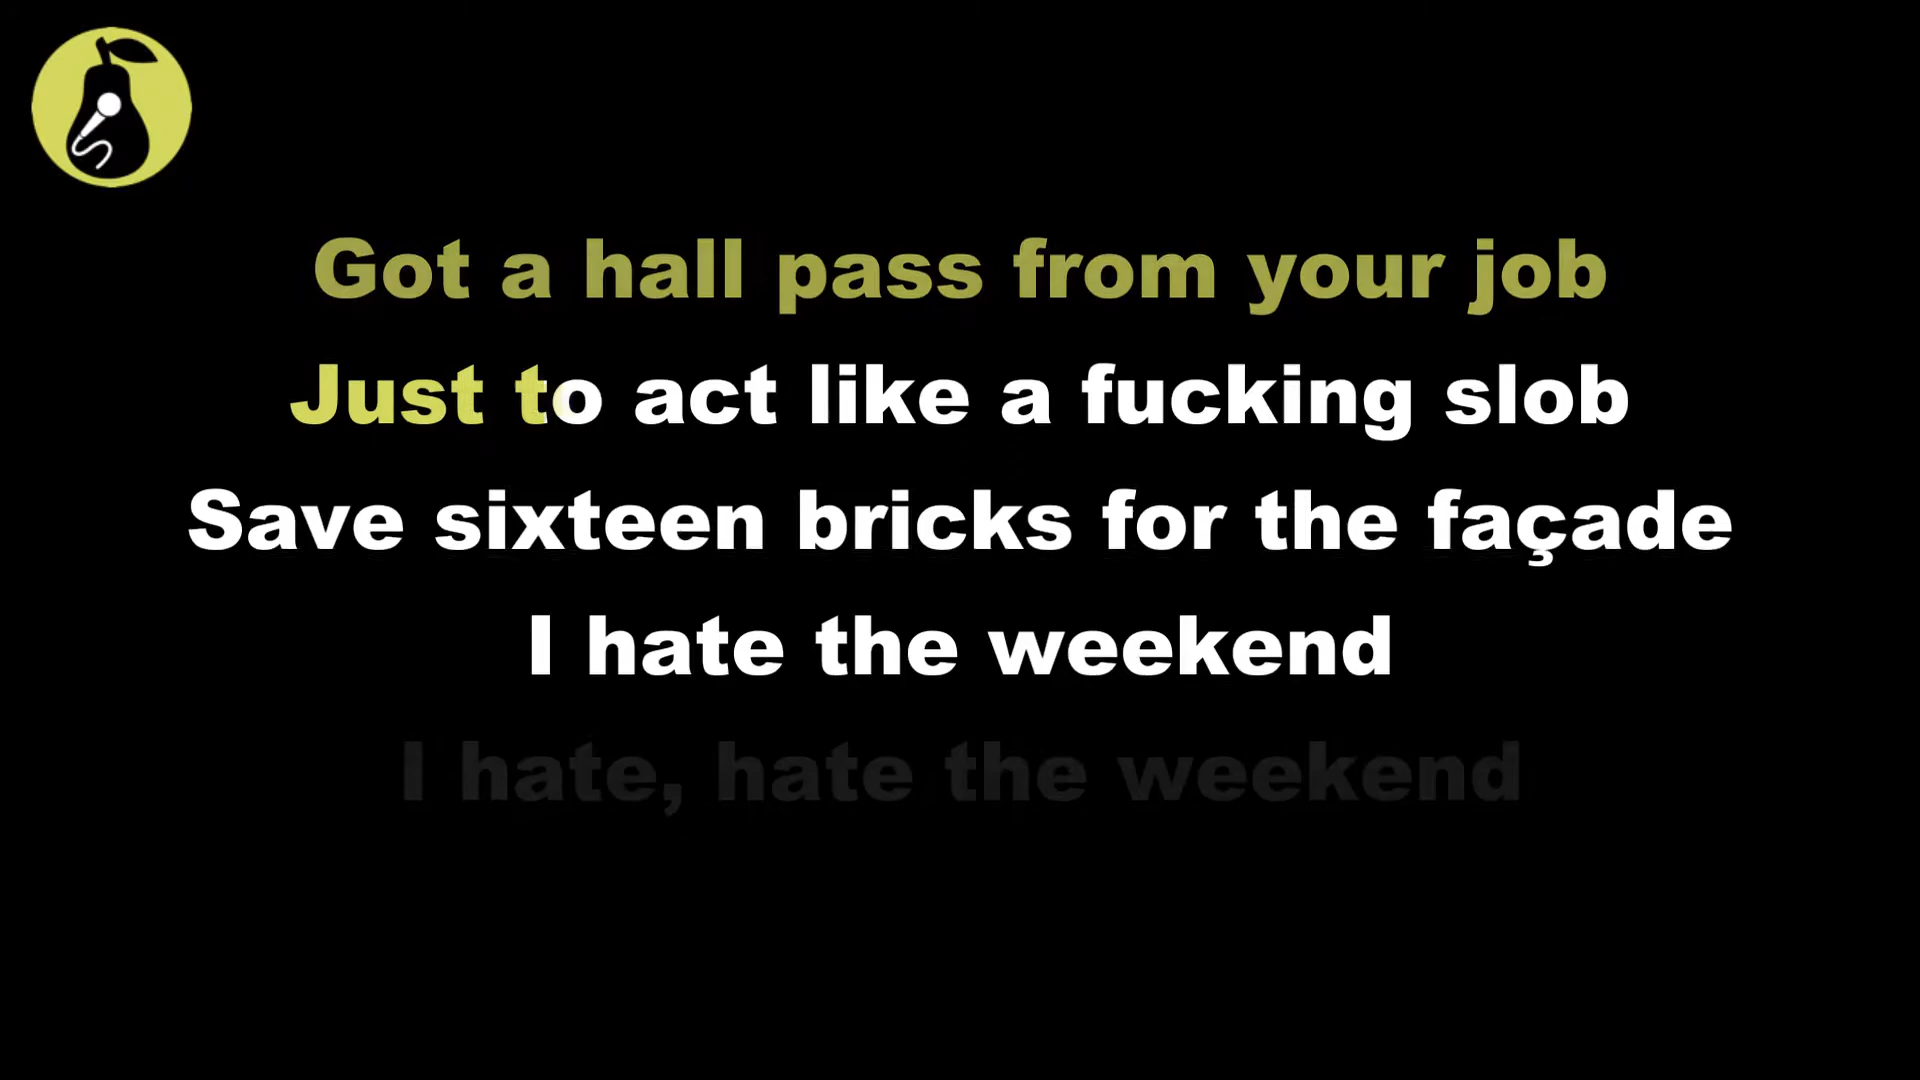 Got a hall pass from your job
Just to act like a fucking slob
Save sixteen bricks for the façade
I hate the weekend
I hate, hate the weekend